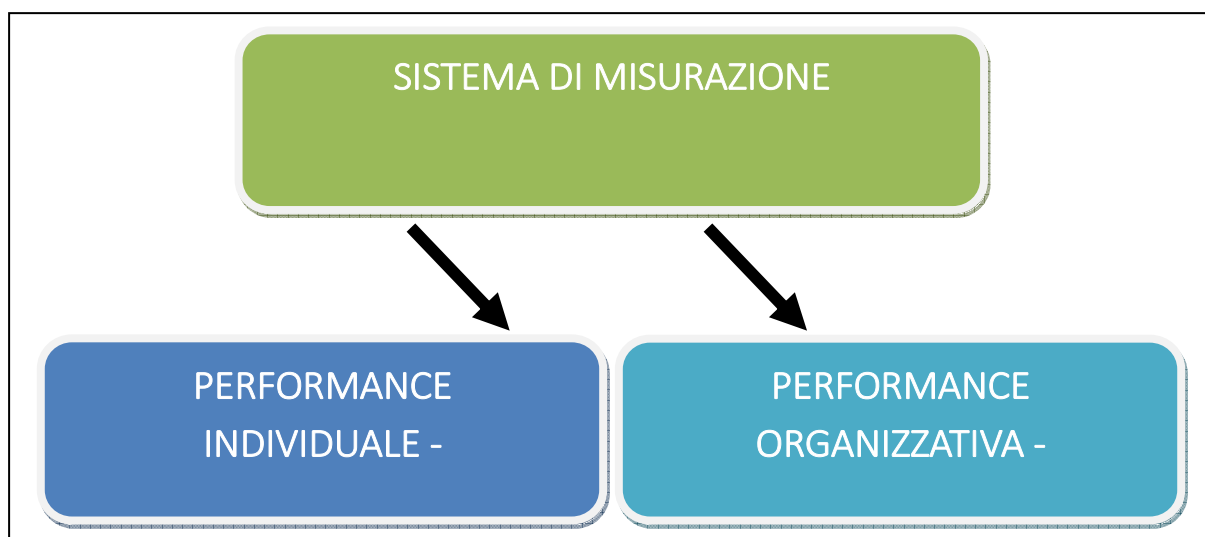 SISTEMA DI MISURAZIONE
PERFORMANCE
INDIVIDUALE -
PERFORMANCE
ORGANIZZATIVA -